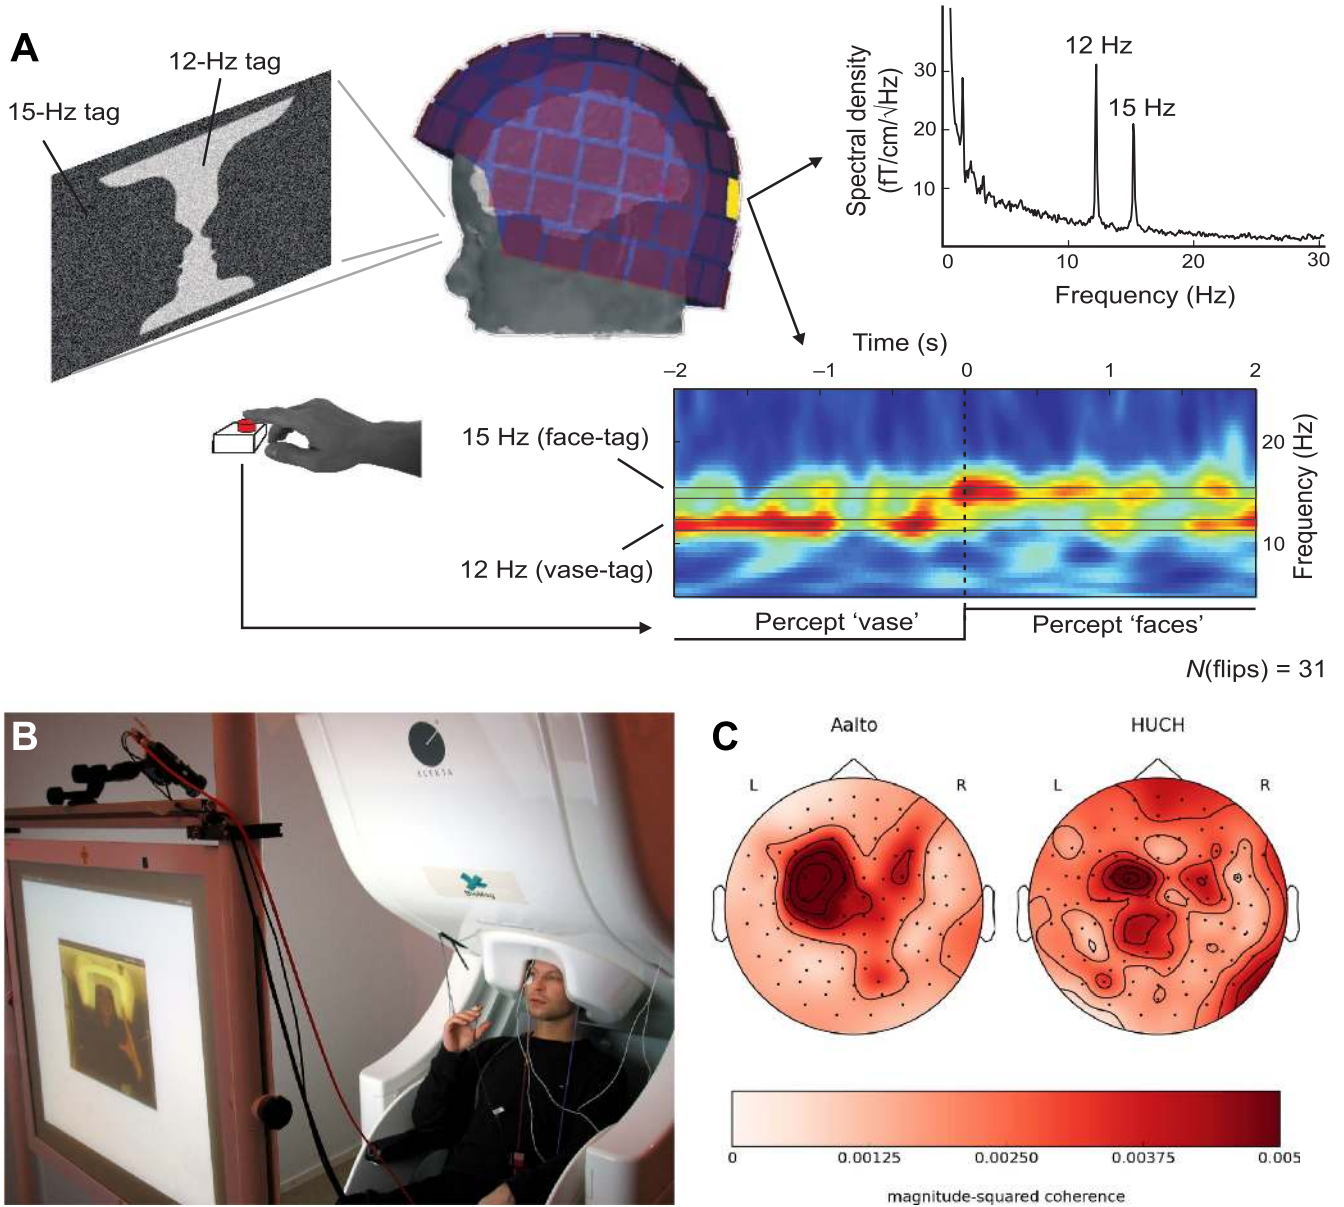 A
12-Hz tag
15-Hz tag
Spectral density
(fT/cm/√Hz)
30
20
10
12 Hz
15 Hz
0 10 20 30
Frequency (Hz)
Time (s)
–2 –1 0 1 2
15 Hz (face-tag)
12 Hz (vase-tag)
20
10
Frequency (Hz)
Percept ‘vase’
Percept ‘faces’
N(flips) = 31
B
ELEKTA
BioMag
C
Aalto
HUCH
L R
L R
0 0.00125 0.00250 0.00375 0.005
magnitude-squared coherence